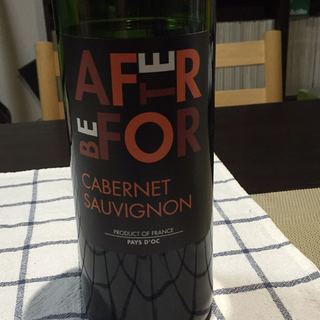 AFTER
BEFOR
CABERNET
SAUVIGNON
PRODUCT OF FRANCE
PAYS D'OC